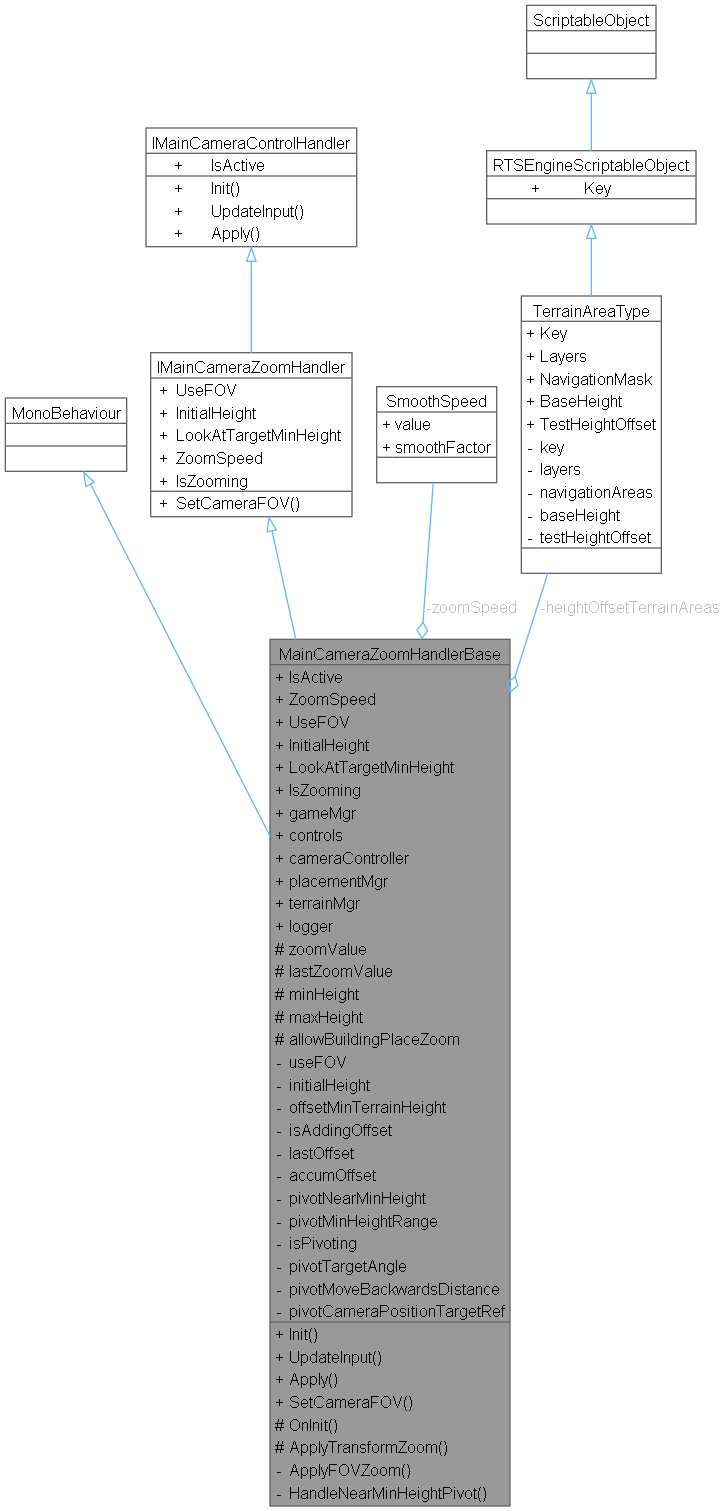 ScriptableObject
IMainCameraControlHandler
+ IsActive
+ Init()
+ UpdateInput()
+ Apply()
RTSEngineScriptableObject
+ Key
TerrainAreaType
+ Key
+ Layers
+ NavigationMask
+ BaseHeight
+ TestHeightOffset
- key
- layers
- navigationAreas
- baseHeight
- testHeightOffset
IMainCameraZoomHandler
+ UseFOV
+ InitialHeight
+ LookAtTargetMinHeight
+ ZoomSpeed
+ IsZooming
+ SetCameraFOV()
SmoothSpeed
+ value
+ smoothFactor
MonoBehaviour
-zoomSpeed
-heightOffsetTerrainAreas
MainCameraZoomHandlerBase
+ IsActive
+ ZoomSpeed
+ UseFOV
+ InitialHeight
+ LookAtTargetMinHeight
+ IsZooming
+ gameMgr
+ controls
+ cameraController
+ placementMgr
+ terrainMgr
+ logger
# zoomValue
# lastZoomValue
# minHeight
# maxHeight
# allowBuildingPlaceZoom
- useFOV
- initialHeight
- offsetMinTerrainHeight
- isAddingOffset
- lastOffset
- accumOffset
- pivotNearMinHeight
- pivotMinHeightRange
- isPivoting
- pivotTargetAngle
- pivotMoveBackwardsDistance
- pivotCameraPositionTargetRef
+ Init()
+ UpdateInput()
+ Apply()
+ SetCameraFOV()
# OnInit()
# ApplyTransformZoom()
- ApplyFOVZoom()
- HandleNearMinHeightPivot()